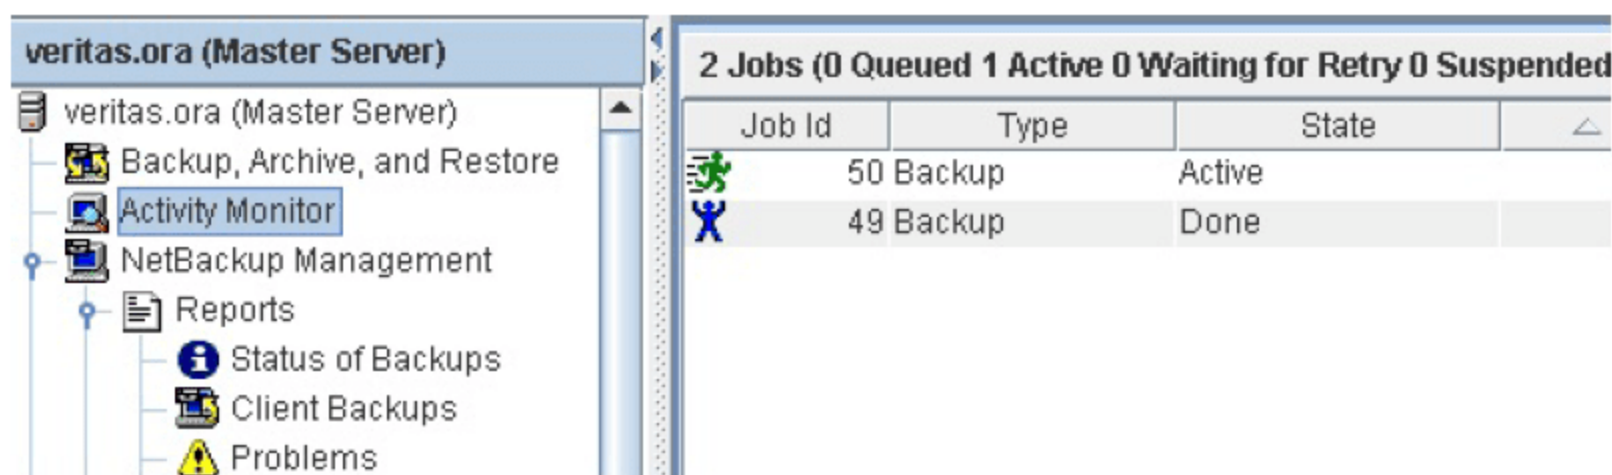 veritas.ora (Master Server)
veritas.ora (Master Server)
Backup, Archive, and Restore
Activity Monitor
NetBackup Management
Reports
Status of Backups
Client Backups
Problems
2 Jobs (0 Queued 1 Active 0 Waiting for Retry 0 Suspended
Job Id Type State
50 Backup Active
49 Backup Done